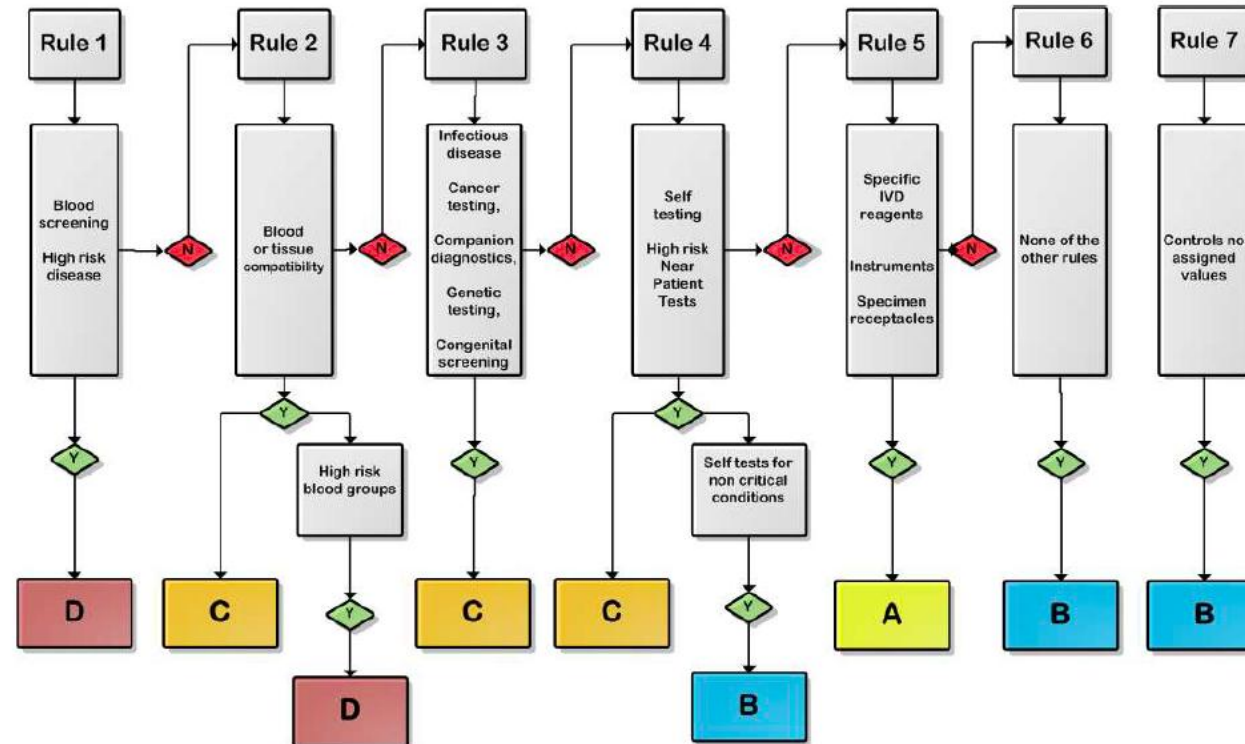 Rule 1
Rule 2
Rule 3
Rule 4
Rule 5
Rule 6
Rule 7
Blood
screening
High risk
disease
N
Blood
or tissue
compatibility
N
Infectious
disease
Cancer
testing,
Companion
diagnostics,
Genetic
testing,
Congenital
screening
N
Self
testing
High risk
Near
Patient
Tests
N
Specific
IVD
reagents
Instruments
Specimen
receptacles
N
None of the
other rules
Controls no
assigned
values
Y
Y
High risk
blood groups
Y
Y
Y
Self tests for
non critical
conditions
Y
Y
Y
Y
D
C
D
C
C
B
A
B
B